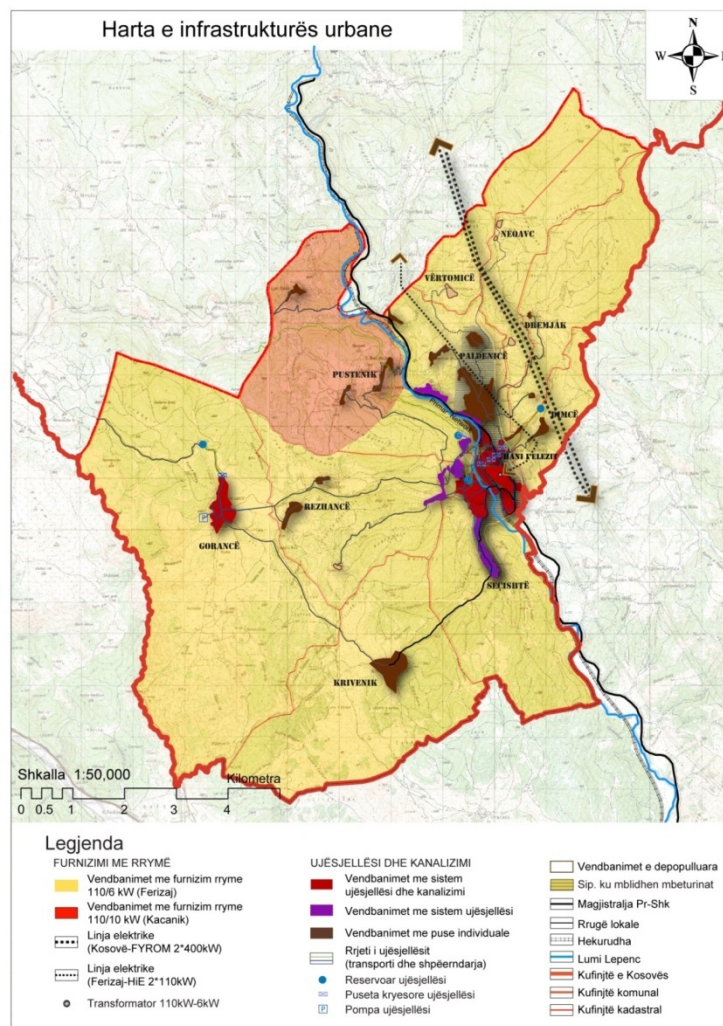 Harta e infrastrukturës urbane
N
W
S
NEQAVC
VËRTOMICË
DREMJAK
PALDENICË
PUSTENIK
DIMCË
HANI I ELEZIT
REZHANCË
GORANCË
SEÇISHTË
KRIVENIK
Shkalla 1:50,000
Kilometra
0 0.5 1 2 3 4
Legjenda
FURNIZIMI ME RRYMË
Vendbanimet me furnizim rryme
110/6 kW (Ferizaj)
Vendbanimet me furnizim rryme
110/10 kW (Kacanik)
Linja elektrike
(Kosovë-FYROM 2*400kW)
Linja elektrike
(Ferizaj-HiE 2*110kW)
Transformator 110kW-6kW
UJËSJELLËSI DHE KANALIZIMI
Vendbanimet me sistem
ujësjellësi dhe kanalizimi
Vendbanimet me sistem ujësjellësi
Vendbanimet me puse individuale
Rrjeti i ujësjellësit
(transporti dhe shpëerndarja)
Reservoar ujësjellësi
Puseta kryesore ujësjellësi
P Pompa ujësjellësi
Vendbanimet e depopulluara
Sip. ku mblidhen mbeturinat
Magjistralja Pr-Shk
Rrugë lokale
Hekurudha
Lumi Lepenc
Kufinjtë e Kosovës
Kufinjtë komunal
Kufinjtë kadastral